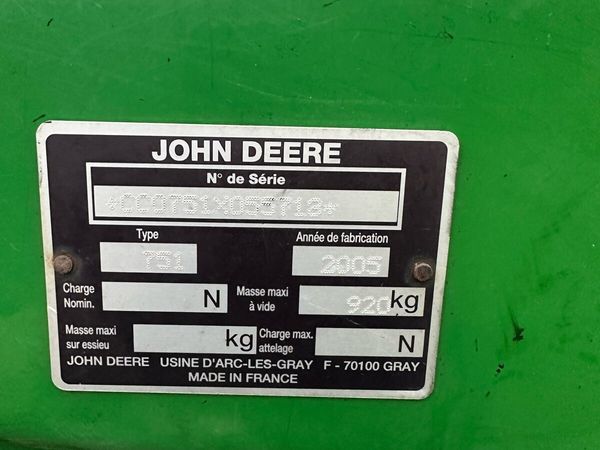 JOHN DEERE
N° de Série
*CC0751X053713*
Type
751
Année de fabrication
2005
Charge Nomin.
N
Masse maxi à vide
920 kg
Masse maxi sur essieu
kg
Charge max. attelage
N
JOHN DEERE USINE D'ARC-LES-GRAY F - 70100 GRAY
MADE IN FRANCE